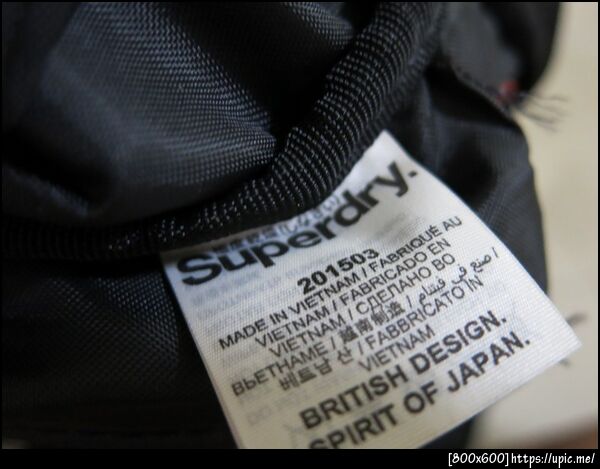 Superdry.
201503
MADE IN VIETNAM / FABRIQUÉ AU
VIETNAM / FABRICADO EN
VIETNAM / СДЕЛАНО ВО
ВЬЕТНАМЕ / 越南制造 / صنع في فيتنام /
베트남 산 / FABBRICATO IN
VIETNAM
BRITISH DESIGN.
SPIRIT OF JAPAN.
[800x600]https://upic.me/